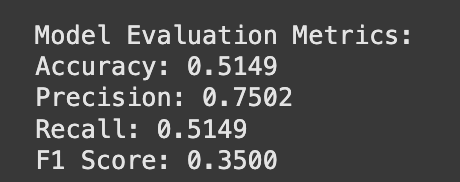 Model Evaluation Metrics:
Accuracy: 0.5149
Precision: 0.7502
Recall: 0.5149
F1 Score: 0.3500